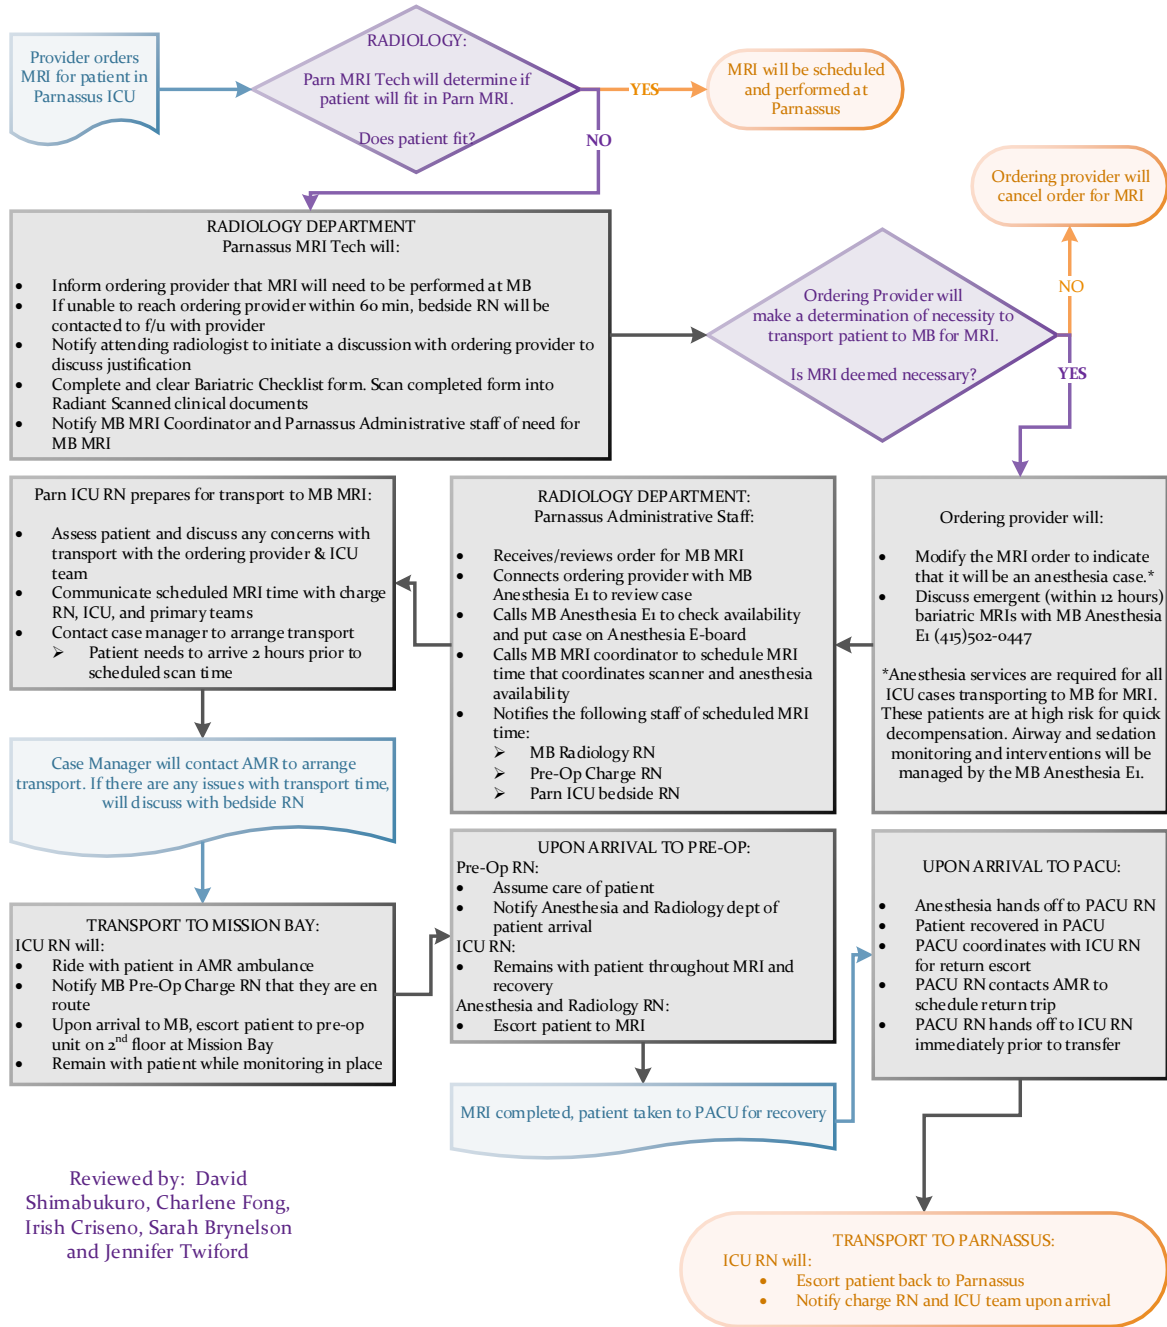 Provider orders
MRI for patient in
Parnassus ICU
RADIOLOGY:
Parn MRI Tech will determine if
patient will fit in Parn MRI.
Does patient fit?
YES
MRI will be scheduled
and performed at
Parnassus
NO
Ordering provider will
cancel order for MRI
RADIOLOGY DEPARTMENT
Parnassus MRI Tech will:
• Inform ordering provider that MRI will need to be performed at MB
• If unable to reach ordering provider within 60 min, bedside RN will be
contacted to f/u with provider
• Notify attending radiologist to initiate a discussion with ordering provider to
discuss justification
• Complete and clear Bariatric Checklist form. Scan completed form into
Radiant Scanned clinical documents
• Notify MB MRI Coordinator and Parnassus Administrative staff of need for
MB MRI
Ordering Provider will
make a determination of necessity to
transport patient to MB for MRI.
Is MRI deemed necessary?
NO
YES
Parn ICU RN prepares for transport to MB MRI:
• Assess patient and discuss any concerns with
transport with the ordering provider & ICU
team
• Communicate scheduled MRI time with charge
RN, ICU, and primary teams
• Contact case manager to arrange transport
➢ Patient needs to arrive 2 hours prior to
scheduled scan time
RADIOLOGY DEPARTMENT:
Parnassus Administrative Staff:
• Receives/reviews order for MB MRI
• Connects ordering provider with MB
Anesthesia E1 to review case
• Calls MB Anesthesia E1 to check availability
and put case on Anesthesia E-board
• Calls MB MRI coordinator to schedule MRI
time that coordinates scanner and anesthesia
availability
• Notifies the following staff of scheduled MRI
time:
➢ MB Radiology RN
➢ Pre-Op Charge RN
➢ Parn ICU bedside RN
Ordering provider will:
• Modify the MRI order to indicate
that it will be an anesthesia case.*
• Discuss emergent (within 12 hours)
bariatric MRIs with MB Anesthesia
E1 (415)502-0447
*Anesthesia services are required for all
ICU cases transporting to MB for MRI.
These patients are at high risk for quick
decompensation. Airway and sedation
monitoring and interventions will be
managed by the MB Anesthesia E1.
Case Manager will contact AMR to arrange
transport. If there are any issues with transport time,
will discuss with bedside RN
TRANSPORT TO MISSION BAY:
ICU RN will:
• Ride with patient in AMR ambulance
• Notify MB Pre-Op Charge RN that they are en
route
• Upon arrival to MB, escort patient to pre-op
unit on 2nd floor at Mission Bay
• Remain with patient while monitoring in place
UPON ARRIVAL TO PRE-OP:
Pre-Op RN:
• Assume care of patient
• Notify Anesthesia and Radiology dept of
patient arrival
ICU RN:
• Remains with patient throughout MRI and
recovery
Anesthesia and Radiology RN:
• Escort patient to MRI
UPON ARRIVAL TO PACU:
• Anesthesia hands off to PACU RN
• Patient recovered in PACU
• PACU coordinates with ICU RN
for return escort
• PACU RN contacts AMR to
schedule return trip
• PACU RN hands off to ICU RN
immediately prior to transfer
MRI completed, patient taken to PACU for recovery
Reviewed by: David
Shimabukuro, Charlene Fong,
Irish Criseno, Sarah Brynelson
and Jennifer Twiford
TRANSPORT TO PARNASSUS:
ICU RN will:
• Escort patient back to Parnassus
• Notify charge RN and ICU team upon arrival